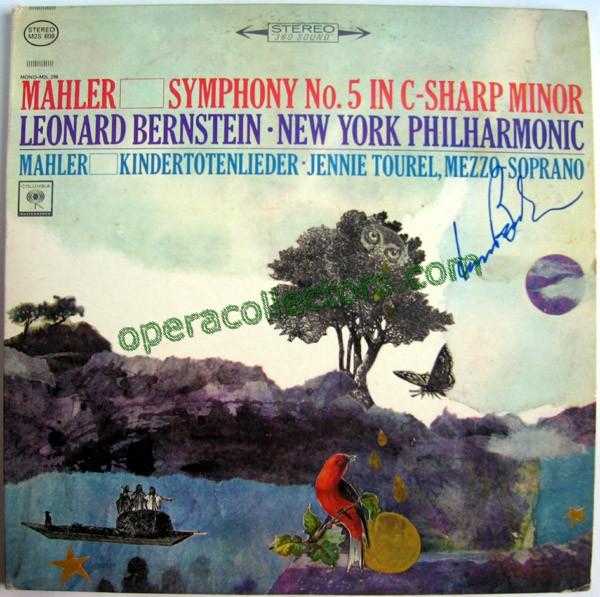 STEREO
M2S 698
STEREO
360 SOUND
MONO-M2L 298
MAHLER SYMPHONY No. 5 IN C-SHARP MINOR
LEONARD BERNSTEIN · NEW YORK PHILHARMONIC
MAHLER KINDERTOTENLIEDER · JENNIE TOUREL, MEZZO-SOPRANO
COLUMBIA
MASTERWORKS
operacollectors.com